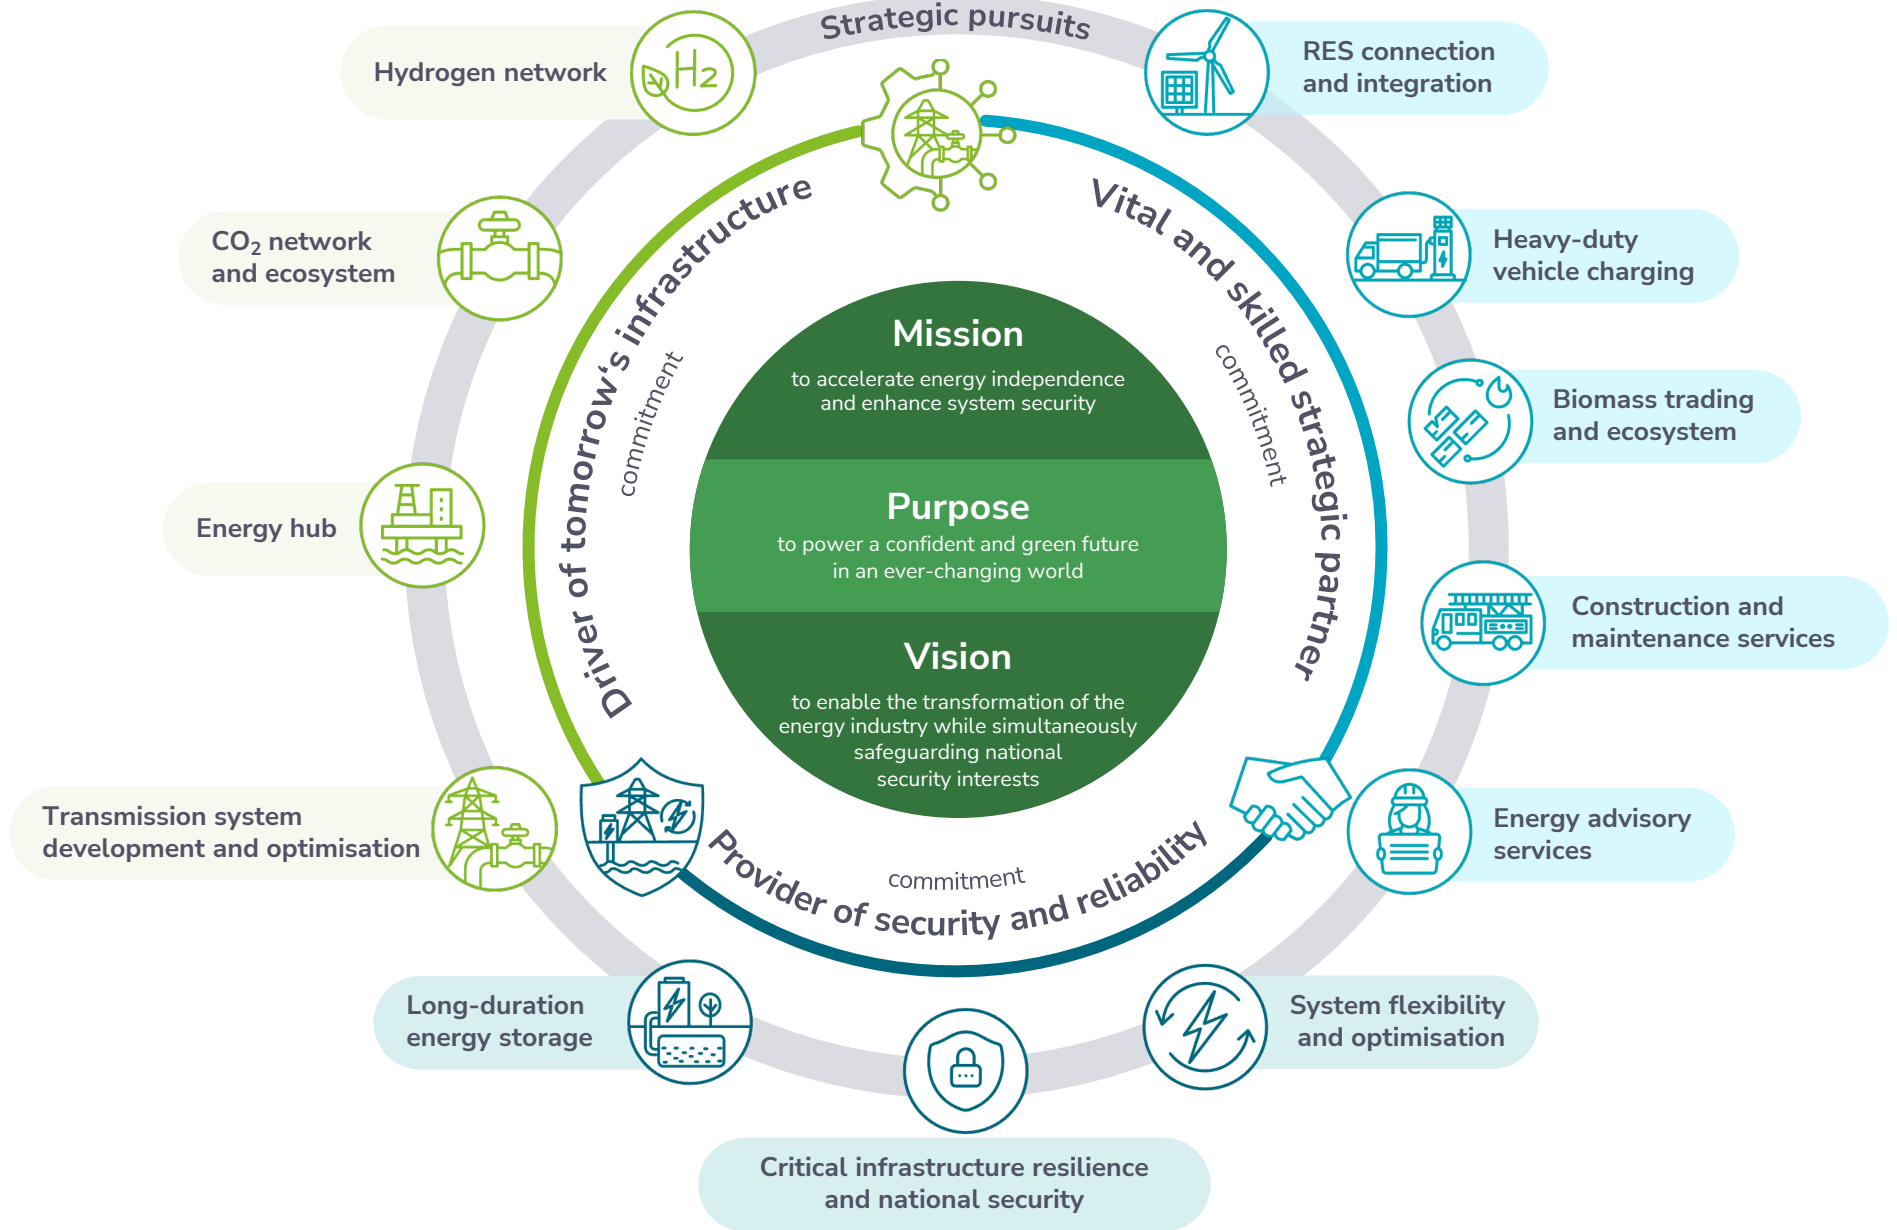 Strategic pursuits
Hydrogen network
H2
RES connection
and integration
CO₂ network
and ecosystem
Heavy-duty
vehicle charging
Biomass trading
and ecosystem
Energy hub
Construction and
maintenance services
Transmission system
development and optimisation
Energy advisory
services
Long-duration
energy storage
System flexibility
and optimisation
Critical infrastructure resilience
and national security
Driver of tomorrow‘s infrastructure
commitment
Vital and skilled strategic partner
commitment
commitment
Provider of security and reliability
Mission
to accelerate energy independence
and enhance system security
Purpose
to power a confident and green future
in an ever-changing world
Vision
to enable the transformation of the
energy industry while simultaneously
safeguarding national
security interests